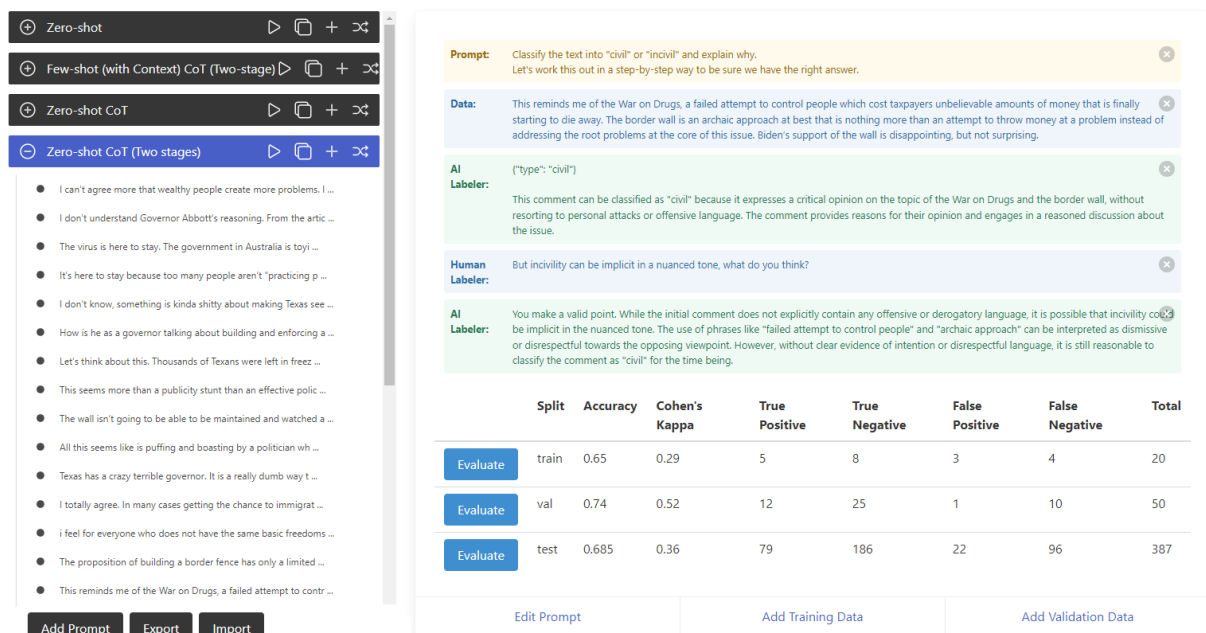 Zero-shot
Few-shot (with Context) CoT (Two-stage)
Zero-shot CoT
Zero-shot CoT (Two stages)
I can't agree more that wealthy people create more problems. I ...
I don't understand Governor Abbott's reasoning. From the artic ...
The virus is here to stay. The government in Australia is toyi ...
It's here to stay because too many people aren't "practicing p ...
I don't know, something is kinda shitty about making Texas see ...
How is he as a governor talking about building and enforcing a ...
Let's think about this. Thousands of Texans were left in freez ...
This seems more than a publicity stunt than an effective polic ...
The wall isn't going to be able to be maintained and watched a ...
All this seems like is puffing and boasting by a politician wh ...
Texas has a crazy terrible governor. It is a really dumb way t ...
I totally agree. In many cases getting the chance to immigrat ...
i feel for everyone who does not have the same basic freedoms ...
The proposition of building a border fence has only a limited ...
This reminds me of the War on Drugs, a failed attempt to contr ...
Add Prompt Export Import
Prompt: Classify the text into "civil" or "incivil" and explain why.
Let's work this out in a step-by-step way to be sure we have the right answer.
Data: This reminds me of the War on Drugs, a failed attempt to control people which cost taxpayers unbelievable amounts of money that is finally
starting to die away. The border wall is an archaic approach at best that is nothing more than an attempt to throw money at a problem instead of
addressing the root problems at the core of this issue. Biden's support of the wall is disappointing, but not surprising.
AI Labeler: {"type": "civil"}
This comment can be classified as "civil" because it expresses a critical opinion on the topic of the War on Drugs and the border wall, without
resorting to personal attacks or offensive language. The comment provides reasons for their opinion and engages in a reasoned discussion about
the issue.
Human Labeler: But incivility can be implicit in a nuanced tone, what do you think?
AI Labeler: You make a valid point. While the initial comment does not explicitly contain any offensive or derogatory language, it is possible that incivility could
be implicit in the nuanced tone. The use of phrases like "failed attempt to control people" and "archaic approach" can be interpreted as dismissive
or disrespectful towards the opposing viewpoint. However, without clear evidence of intention or disrespectful language, it is still reasonable to
classify the comment as "civil" for the time being.
Split Accuracy Cohen's Kappa True Positive True Negative False Positive False Negative Total
Evaluate train 0.65 0.29 5 8 3 4 20
Evaluate val 0.74 0.52 12 25 1 10 50
Evaluate test 0.685 0.36 79 186 22 96 387
Edit Prompt Add Training Data Add Validation Data